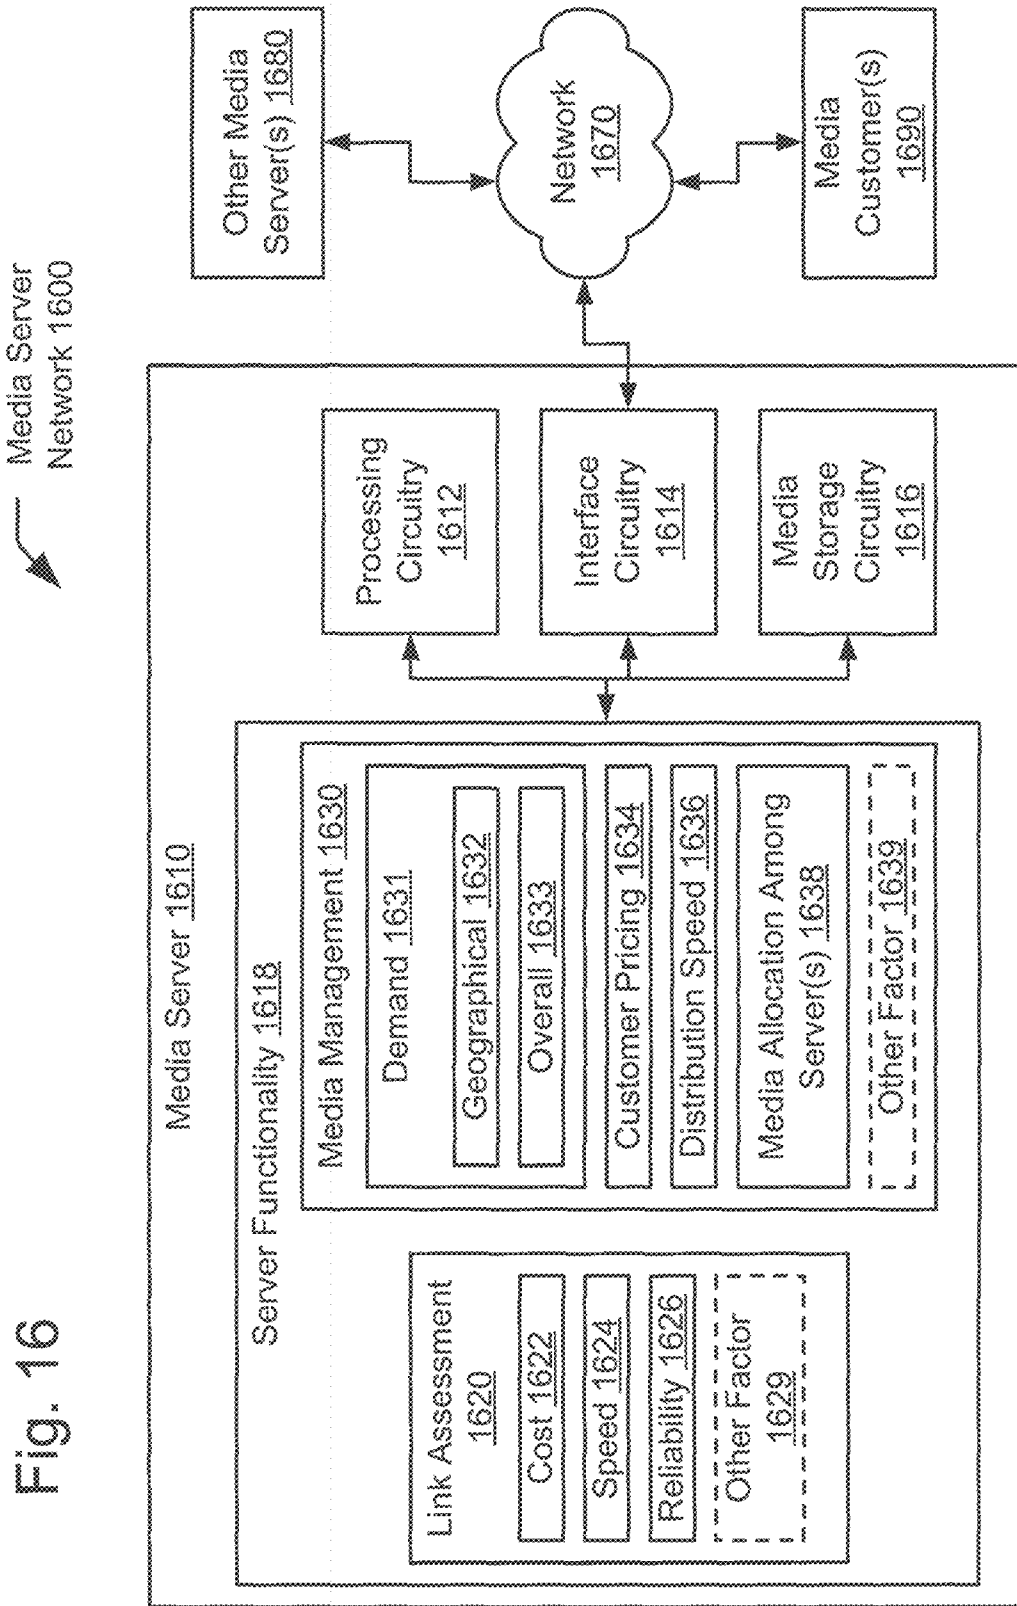 Fig. 16
Media Server
Network 1600
Media Server 1610
Server Functionality 1618
Link Assessment
1620
Cost 1622
Speed 1624
Reliability 1626
Other Factor
1629
Media Management 1630
Demand 1631
Geographical 1632
Overall 1633
Customer Pricing 1634
Distribution Speed 1636
Media Allocation Among
Server(s) 1638
Other Factor 1639
Processing
Circuitry
1612
Interface
Circuitry
1614
Media
Storage
Circuitry
1616
Other Media
Server(s) 1680
Network
1670
Media
Customer(s)
1690